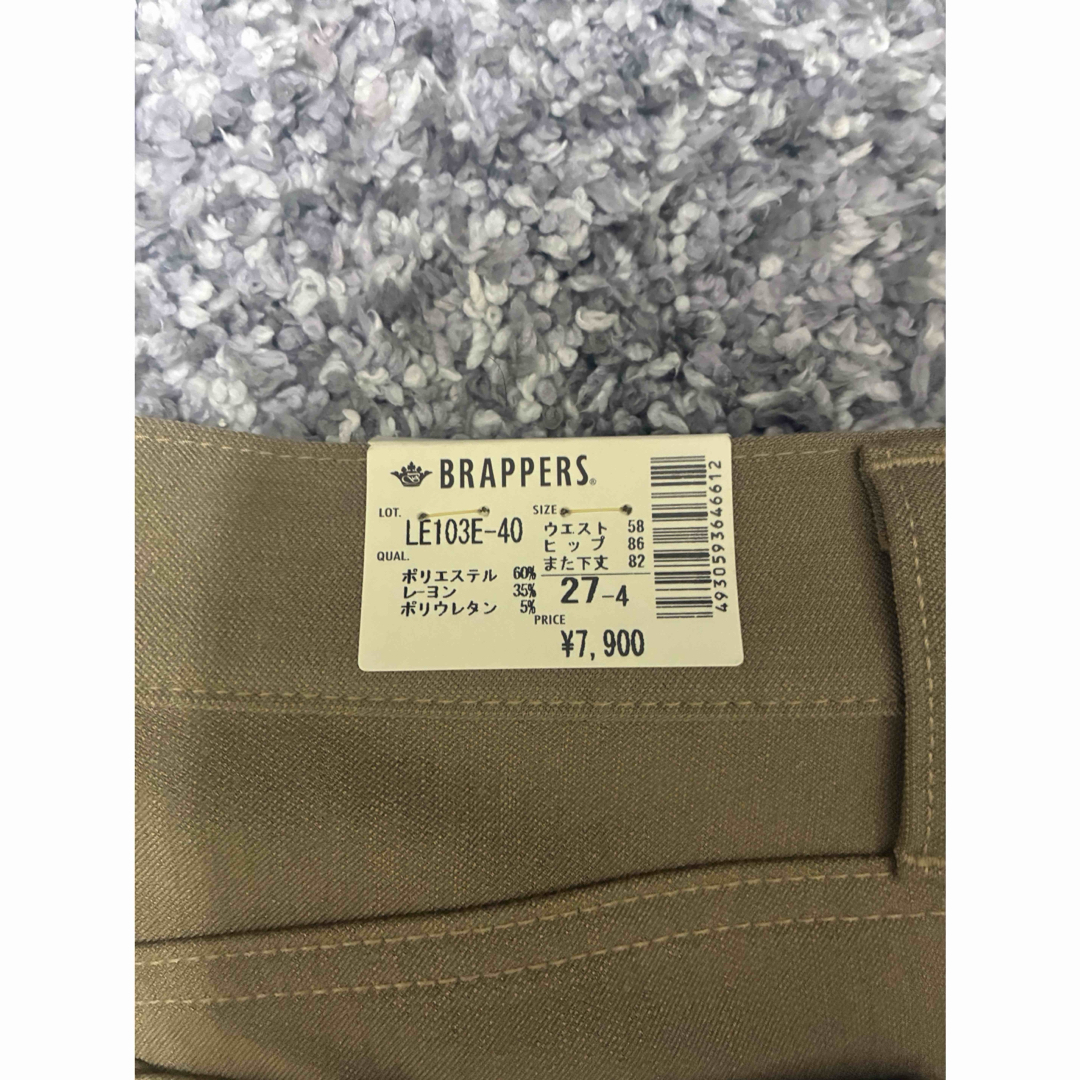 BRAPPERS®
LOT. LE103E-40
QUAL.
ポリエステル 60%
レーヨン 35%
ポリウレタン 5%
SIZE
ウエスト 58
ヒップ 86
また下丈 82
27-4
PRICE
¥7,900
4930593646612